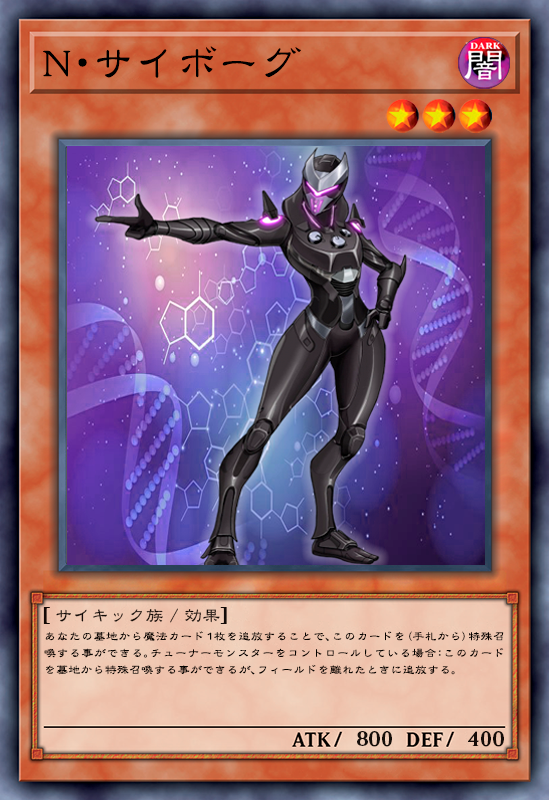 N・サイボーグ
DARK
闇
[ サイキック族 / 効果]
あなたの墓地から魔法カード1枚を追放することで、このカードを(手札から)特殊召
喚する事ができる。チューナーモンスターをコントロールしている場合:このカード
を墓地から特殊召喚する事ができるが、フィールドを離れたときに追放する。
ATK/ 800 DEF/ 400